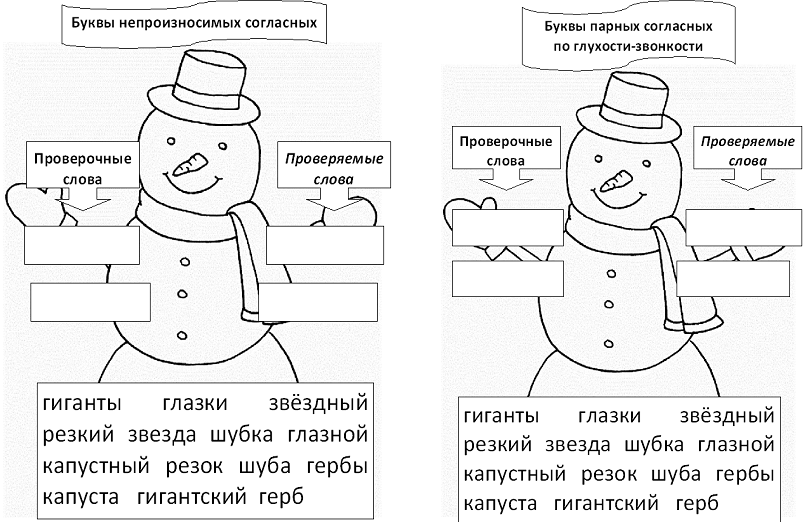 Буквы непроизносимых согласных
Проверочные
слова
Проверяемые
слова
гиганты глазки звёздный
резкий звезда шубка глазной
капустный резок шуба гербы
капуста гигантский герб
Буквы парных согласных
по глухости-звонкости
Проверочные
слова
Проверяемые
слова
гиганты глазки звёздный
резкий звезда шубка глазной
капустный резок шуба гербы
капуста гигантский герб